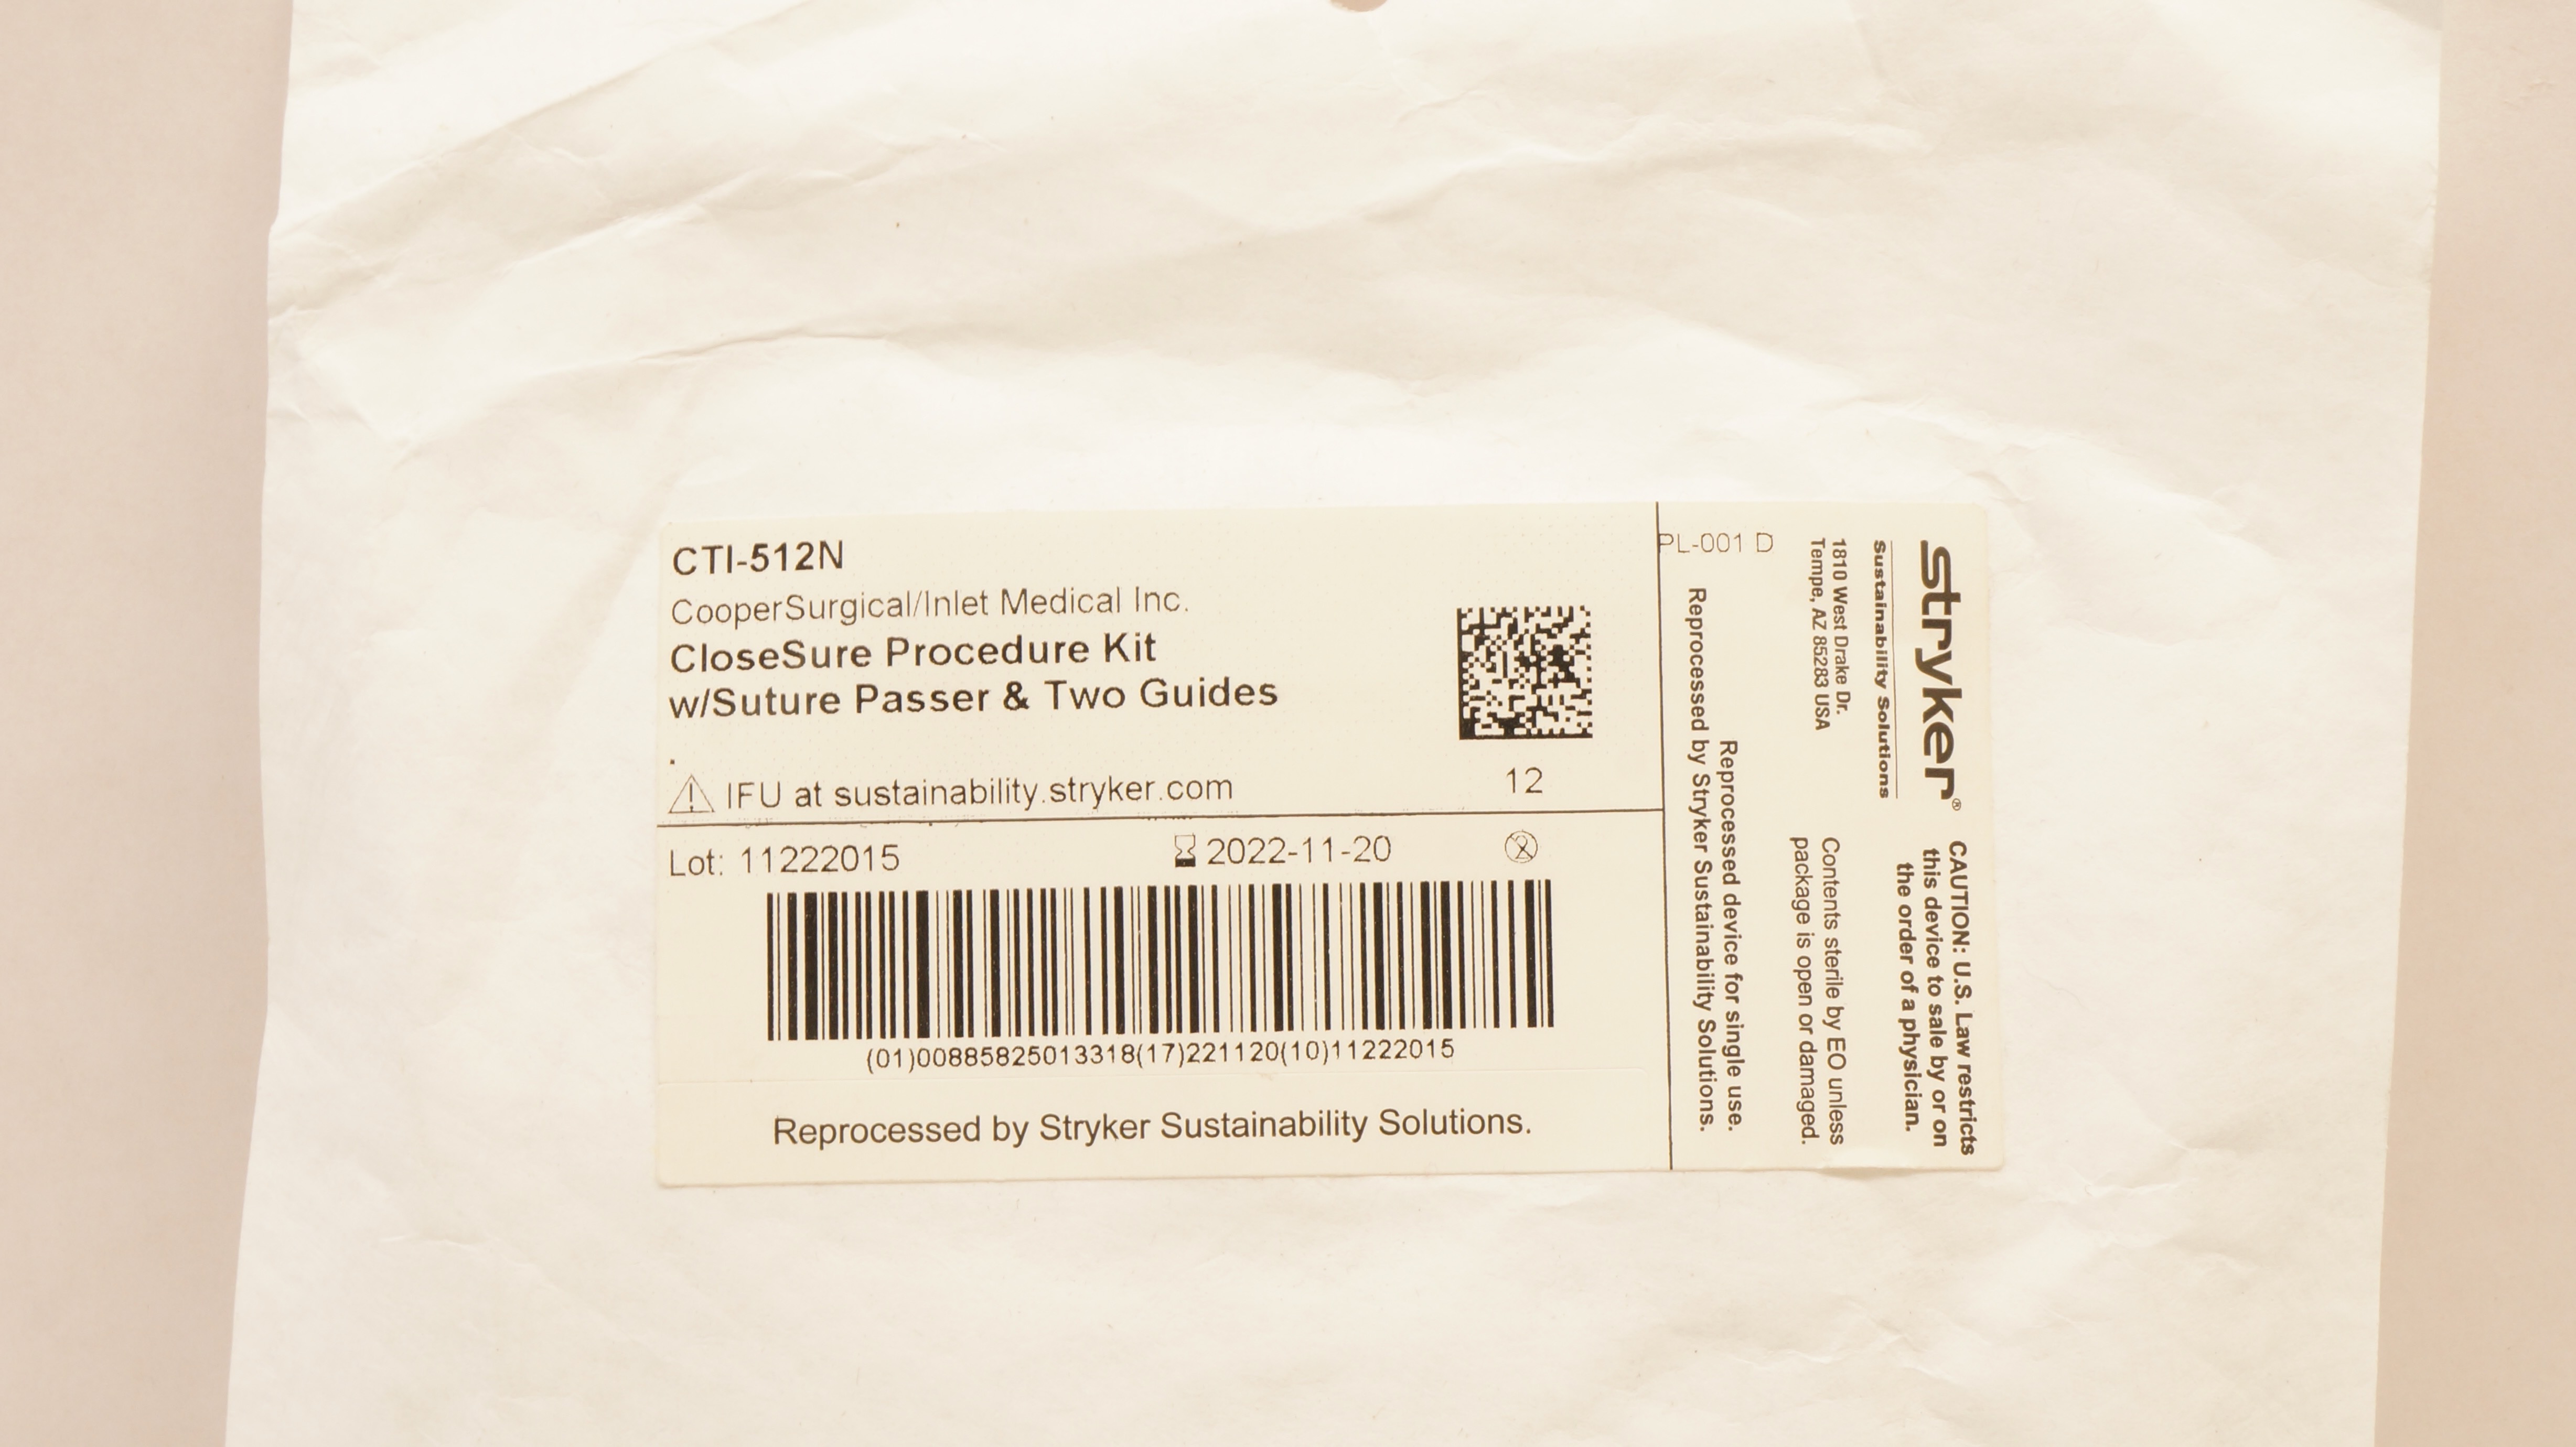 CTI-512N
CooperSurgical/Inlet Medical Inc.
CloseSure Procedure Kit
w/Suture Passer & Two Guides
.
IFU at sustainability.stryker.com
12
Lot: 11222015
2022-11-20
2
(01)00885825013318(17)221120(10)11222015
Reprocessed by Stryker Sustainability Solutions.
PL-001 D
stryker®
Sustainability Solutions
1810 West Drake Dr.
Tempe, AZ 85283 USA
CAUTION: U.S. Law restricts
this device to sale by or on
the order of a physician.
Contents sterile by EO unless
package is open or damaged.
Reprocessed device for single use.
Reprocessed by Stryker Sustainability Solutions.